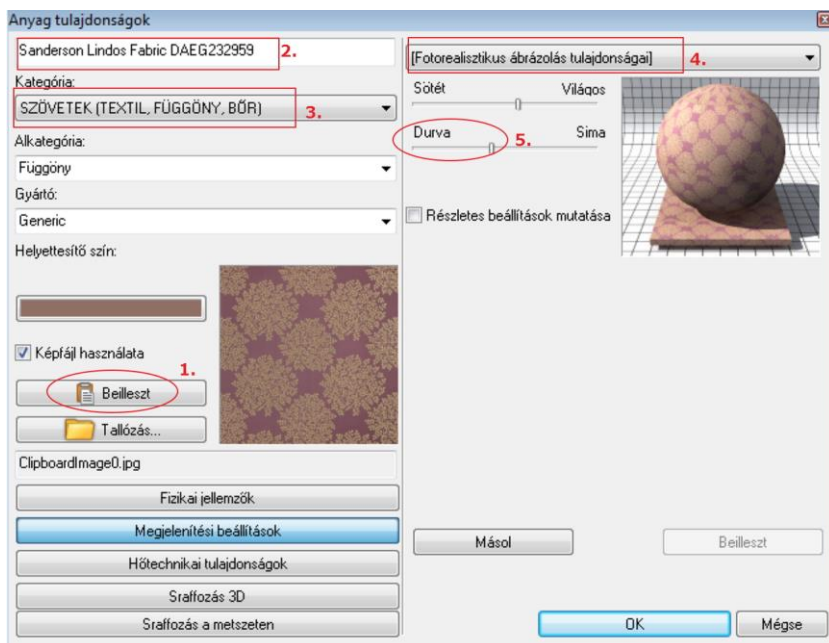 Anyag tulajdonságok
Sanderson Lindos Fabric DAEG232959
2.
Kategória:
SZÖVETEK (TEXTIL, FÜGGÖNY, BŐR)
3.
Alkategória:
Függöny
Gyártó:
Generic
Helyettesítő szín:
Képfájl használata
1.
Beilleszt
Tallózás...
ClipboardImage0.jpg
Fizikai jellemzők
Megjelenítési beállítások
Hőtechnikai tulajdonságok
Sraffozás 3D
Sraffozás a metszeten
[Fotorealisztikus ábrázolás tulajdonságai]
4.
Sötét Világos
Durva Sima
5.
Részletes beállítások mutatása
Másol Beilleszt
OK Mégse